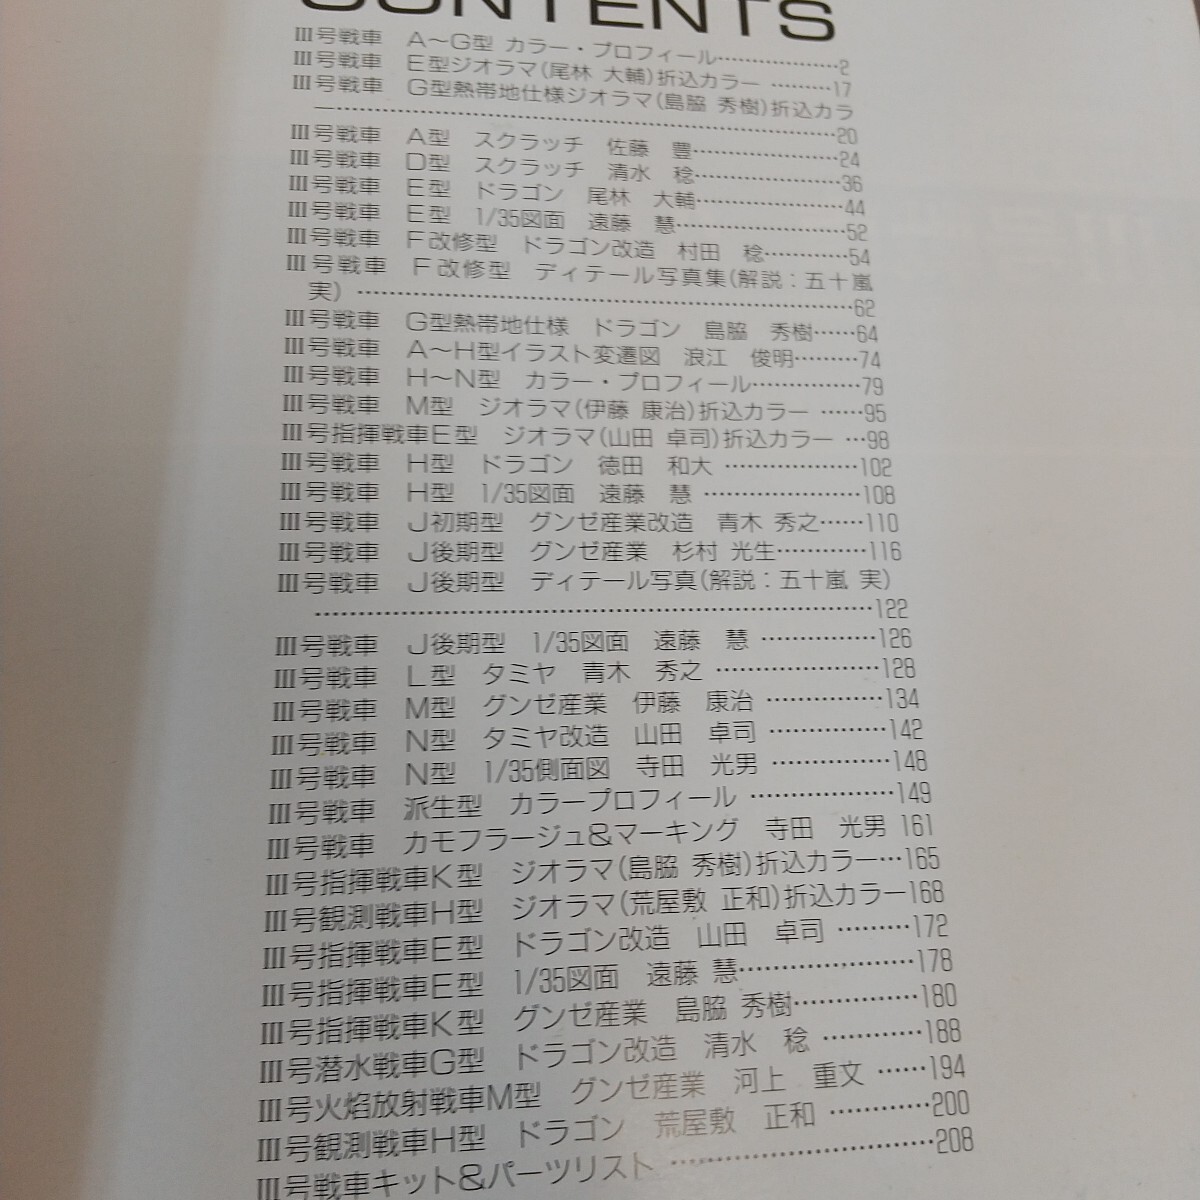 CONTENTS
Ⅲ号戦車　A〜G型 カラー・プロフィール………………2
Ⅲ号戦車　E型ジオラマ(尾林 大輔)折込カラー ………17
Ⅲ号戦車　G型熱帯地仕様ジオラマ(島脇 秀樹)折込カラ
ー………………………………………………………………20
Ⅲ号戦車　A型　スクラッチ　佐藤　豊…………………24
Ⅲ号戦車　D型　スクラッチ　清水　稔…………………36
Ⅲ号戦車　E型　ドラゴン　尾林　大輔…………………44
Ⅲ号戦車　E型　1/35図面　遠藤　慧……………………52
Ⅲ号戦車　F改修型　ドラゴン改造　村田　稔…………54
Ⅲ号戦車　F改修型　ディテール写真集(解説：五十嵐
実) ……………………………………………………………62
Ⅲ号戦車　G型熱帯地仕様　ドラゴン　島脇　秀樹……64
Ⅲ号戦車　A〜H型イラスト変遷図　浪江　俊明………74
Ⅲ号戦車　H〜N型　カラー・プロフィール……………79
Ⅲ号戦車　M型　ジオラマ(伊藤 康治)折込カラー ……95
Ⅲ号指揮戦車E型　ジオラマ(山田 卓司)折込カラー …98
Ⅲ号戦車　H型　ドラゴン　徳田　和大 ………………102
Ⅲ号戦車　H型　1/35図面　遠藤　慧 …………………108
Ⅲ号戦車　J初期型　グンゼ産業改造　青木 秀之……110
Ⅲ号戦車　J後期型　グンゼ産業　杉村 光生…………116
Ⅲ号戦車　J後期型　ディテール写真(解説：五十嵐 実)
…………………………………………………………………122
Ⅲ号戦車　J後期型　1/35図面　遠藤　慧 ……………126
Ⅲ号戦車　L型　タミヤ　青木　秀之 …………………128
Ⅲ号戦車　M型　グンゼ産業　伊藤　康治 ……………134
Ⅲ号戦車　N型　タミヤ改造　山田　卓司 ……………142
Ⅲ号戦車　N型　1/35側面図　寺田　光男 ……………148
Ⅲ号戦車　派生型　カラープロフィール ………………149
Ⅲ号戦車　カモフラージュ&マーキング　寺田　光男 161
Ⅲ号指揮戦車K型　ジオラマ(島脇 秀樹)折込カラー…165
Ⅲ号観測戦車H型　ジオラマ(荒屋敷 正和)折込カラー168
Ⅲ号指揮戦車E型　ドラゴン改造　山田　卓司 ………172
Ⅲ号指揮戦車E型　1/35図面　遠藤 慧…………………178
Ⅲ号指揮戦車K型　グンゼ産業　島脇 秀樹……………180
Ⅲ号潜水戦車G型　ドラゴン改造　清水　稔 …………188
Ⅲ号火焰放射戦車M型　グンゼ産業　河上　重文 ……194
Ⅲ号観測戦車H型　ドラゴン　荒屋敷　正和 …………200
Ⅲ号戦車キット&パーツリスト …………………………208